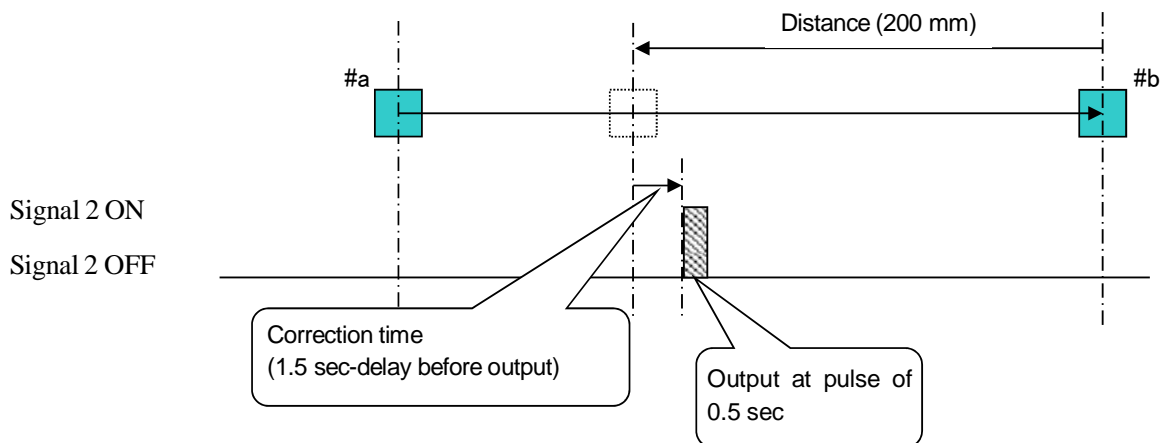 Distance (200 mm)
#a
#b
Signal 2 ON
Signal 2 OFF
Correction time
(1.5 sec-delay before output)
Output at pulse of
0.5 sec